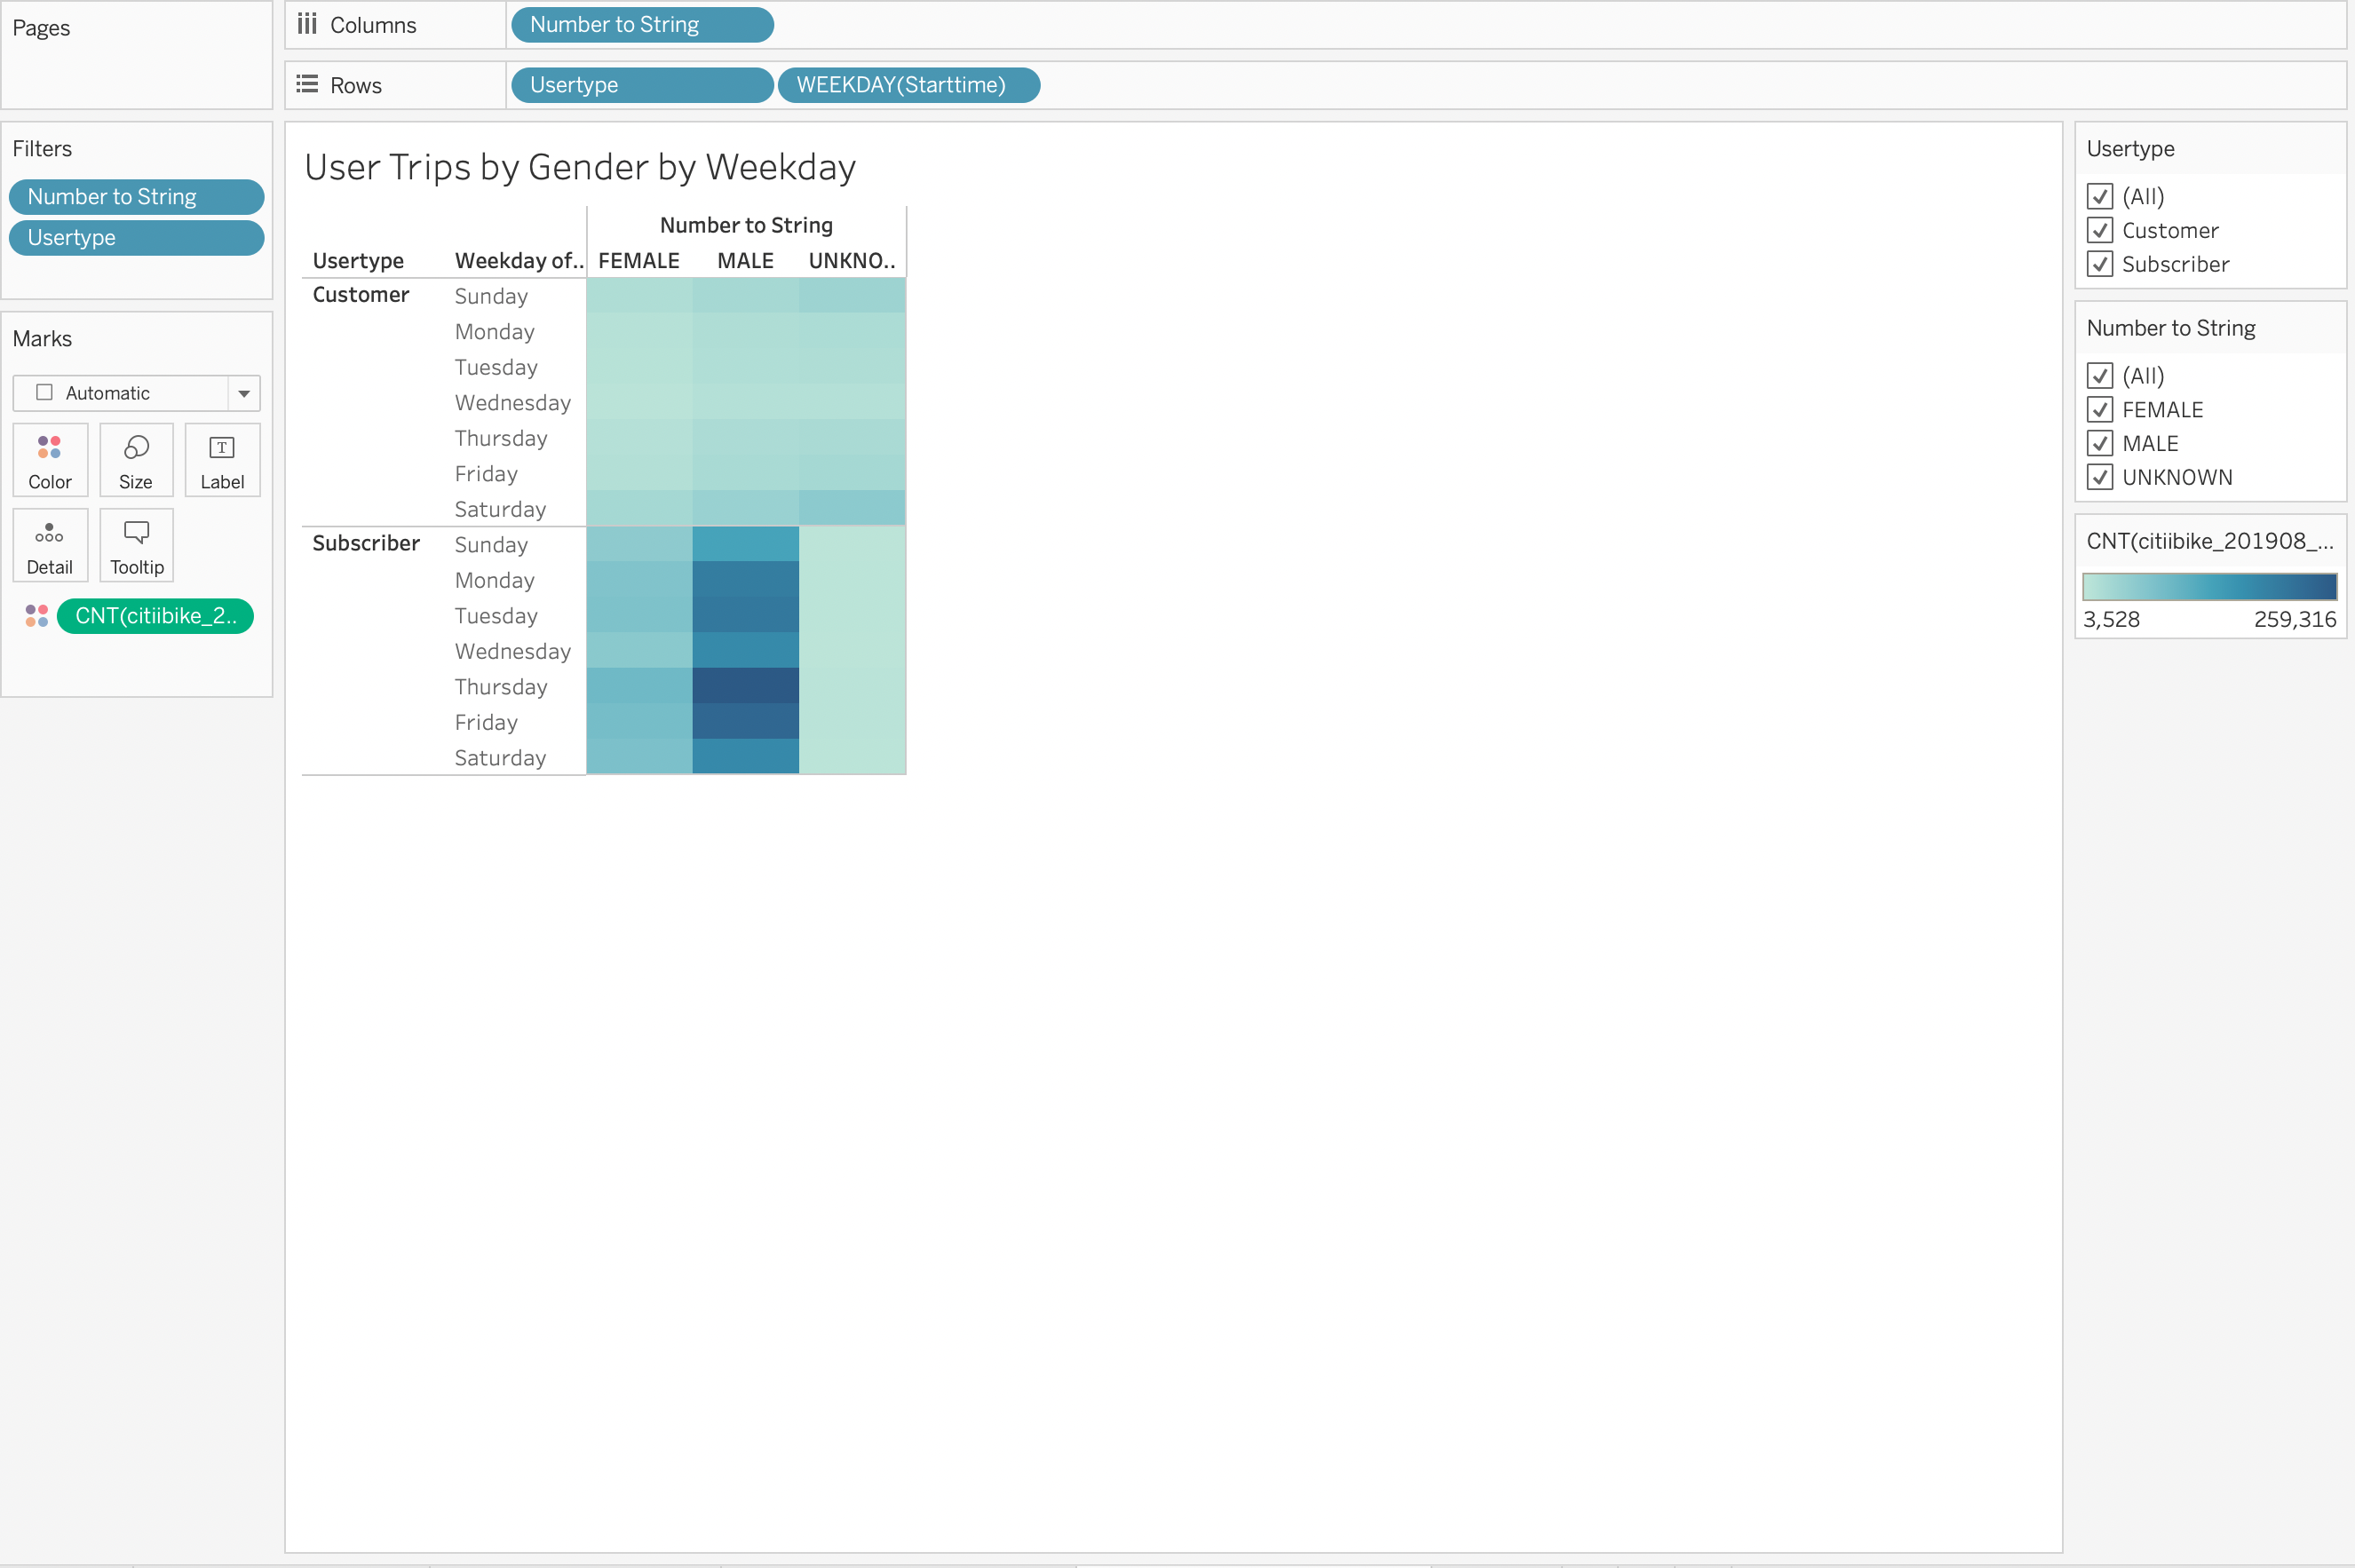 Pages
Columns
Number to String
Rows
Usertype
WEEKDAY(Starttime)
Filters
Number to String
Usertype
Marks
Automatic
Color
Size
T
Label
Detail
Tooltip
CNT(citiibike_2..
User Trips by Gender by Weekday
Number to String
Usertype
Weekday of..
FEMALE
MALE
UNKNO..
Customer
Sunday
Monday
Tuesday
Wednesday
Thursday
Friday
Saturday
Subscriber
Sunday
Monday
Tuesday
Wednesday
Thursday
Friday
Saturday
Usertype
(All)
Customer
Subscriber
Number to String
(All)
FEMALE
MALE
UNKNOWN
CNT(citiibike_201908_...
3,528
259,316